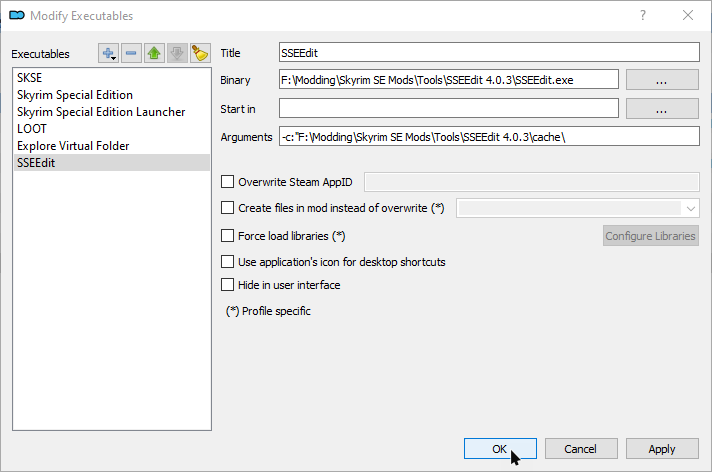 Modify Executables
Executables
SKSE
Skyrim Special Edition
Skyrim Special Edition Launcher
LOOT
Explore Virtual Folder
SSEEdit
Title SSEEdit
Binary F:\Modding\Skyrim SE Mods\Tools\SSEEdit 4.0.3\SSEEdit.exe ...
Start in ...
Arguments -c:"F:\Modding\Skyrim SE Mods\Tools\SSEEdit 4.0.3\cache\
Overwrite Steam AppID
Create files in mod instead of overwrite (*)
Force load libraries (*) Configure Libraries
Use application's icon for desktop shortcuts
Hide in user interface
(*) Profile specific
OK Cancel Apply